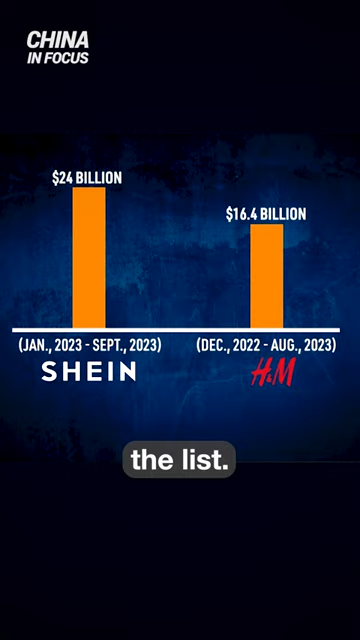 CHINA
IN FOCUS
$24 BILLION
$16.4 BILLION
(JAN., 2023 - SEPT., 2023)
(DEC., 2022 - AUG., 2023)
SHEIN
H&M
the list.